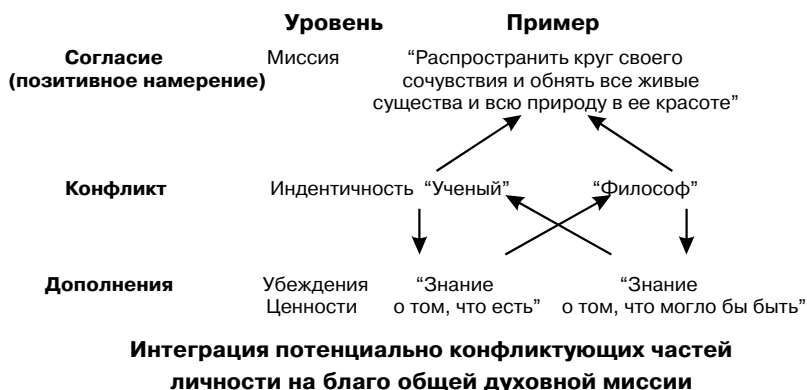 Уровень Пример
Согласие Миссия “Распространить круг своего
(позитивное намерение) сочувствия и обнять все живые
существа и всю природу в ее красоте”
Конфликт Индентичность “Ученый” “Философ”
Дополнения Убеждения “Знание “Знание
Ценности о том, что есть” о том, что могло бы быть”
Интеграция потенциально конфликтующих частей
личности на благо общей духовной миссии